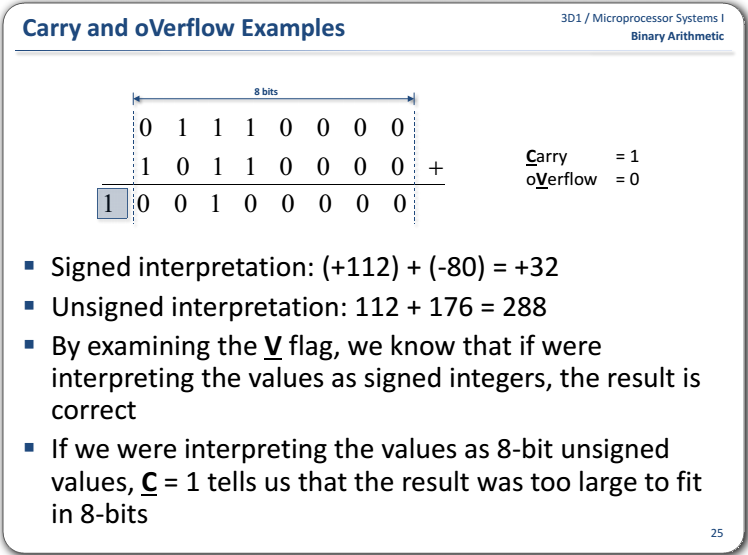 Carry and oVerflow Examples
3D1 / Microprocessor Systems I
Binary Arithmetic
8 bits
0 1 1 1 0 0 0 0
1 0 1 1 0 0 0 0 +
1 0 0 1 0 0 0 0 0
Carry = 1
oVerflow = 0
Signed interpretation: (+112) + (-80) = +32
Unsigned interpretation: 112 + 176 = 288
By examining the V flag, we know that if were
interpreting the values as signed integers, the result is
correct
If we were interpreting the values as 8-bit unsigned
values, C = 1 tells us that the result was too large to fit
in 8-bits
25